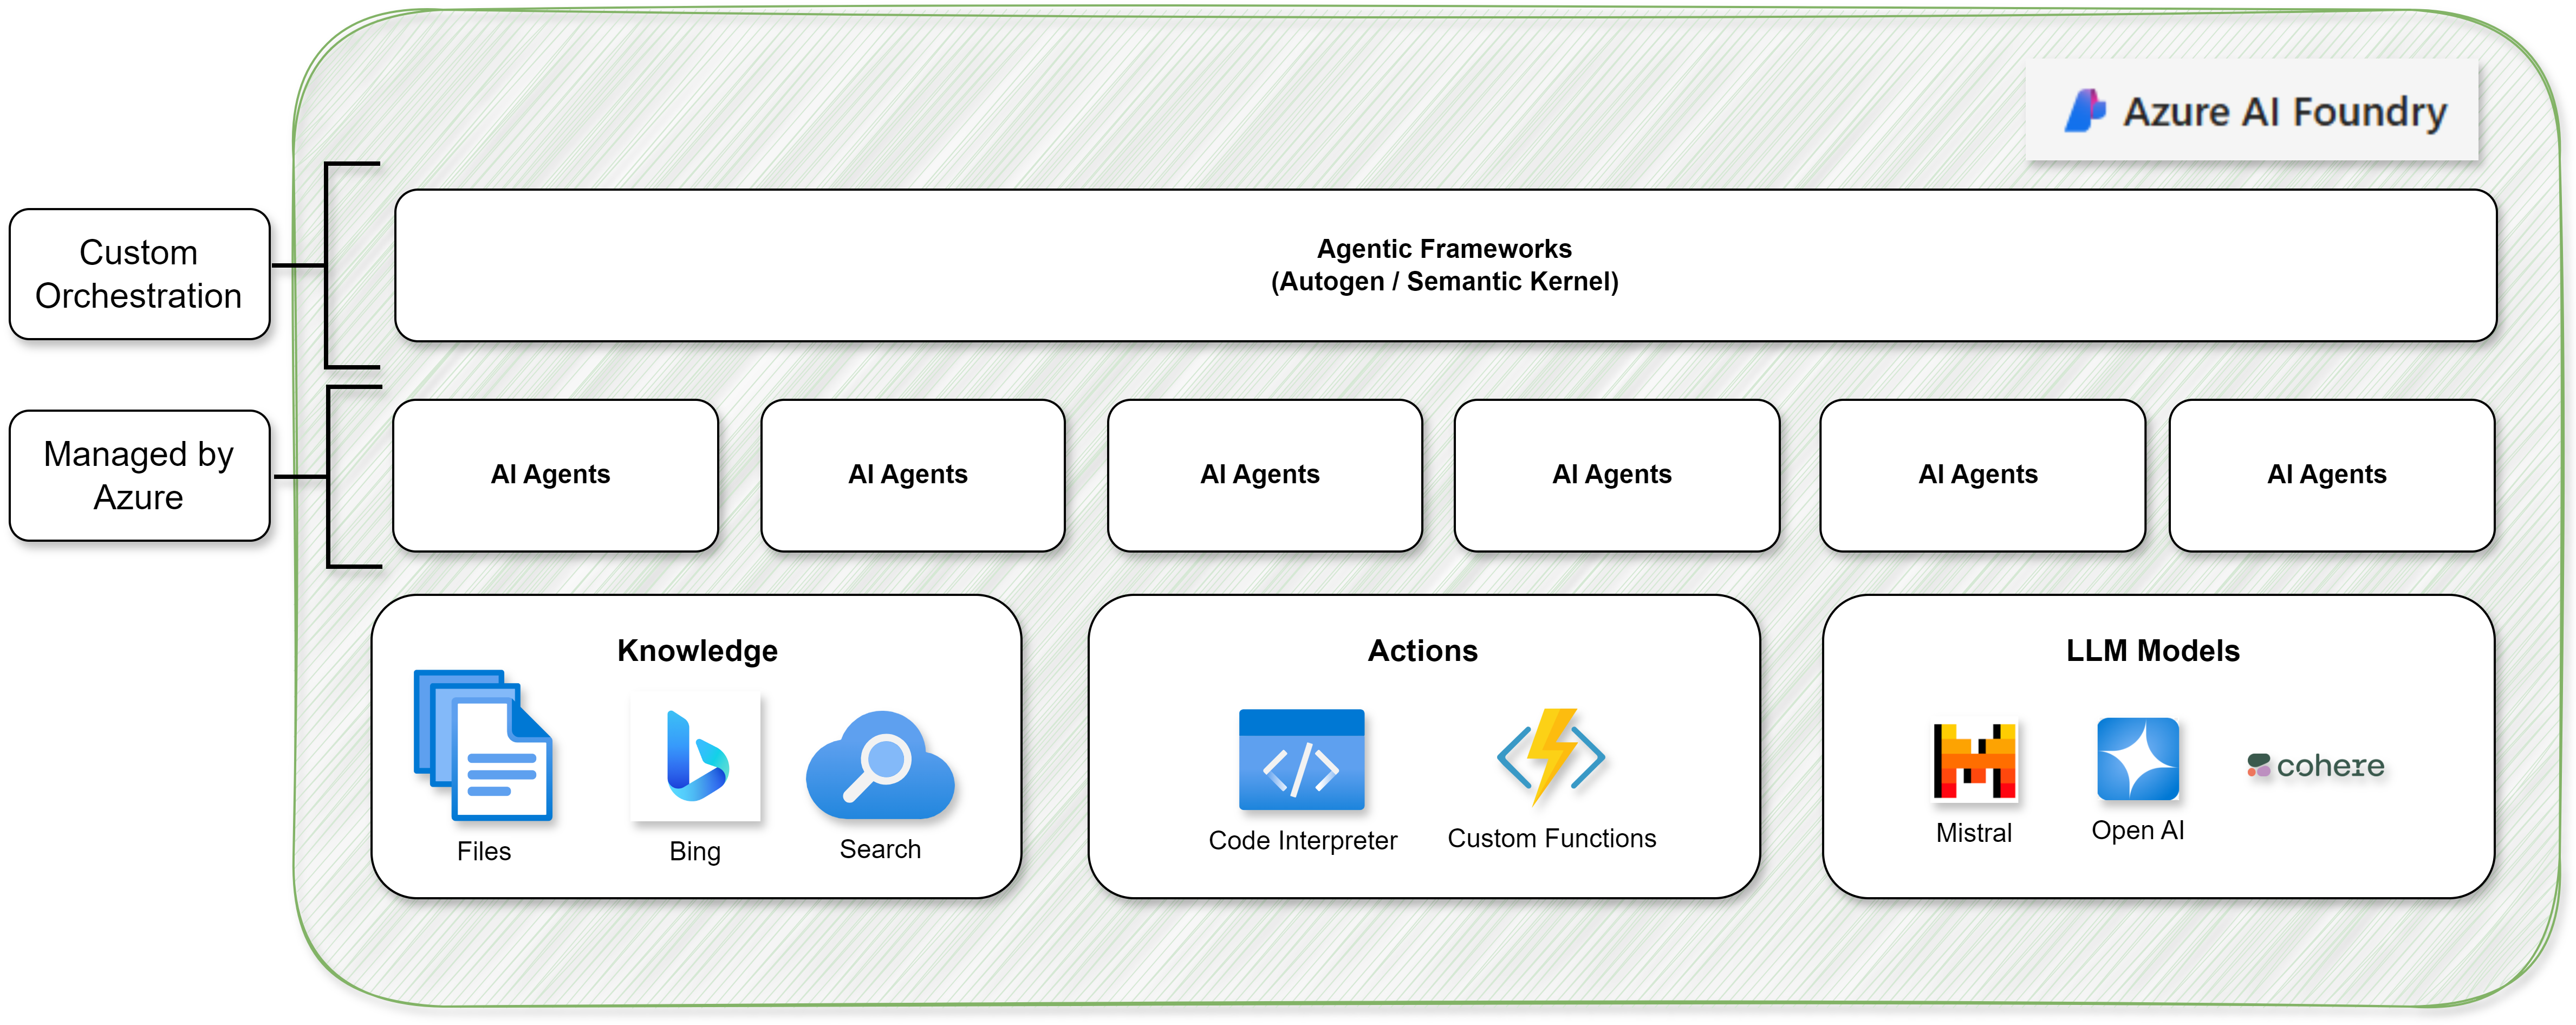 Azure AI Foundry
Custom
Orchestration
Agentic Frameworks
(Autogen / Semantic Kernel)
Managed by
Azure
AI Agents
AI Agents
AI Agents
AI Agents
AI Agents
AI Agents
Knowledge
Files
Bing
Search
Actions
Code Interpreter
Custom Functions
LLM Models
Mistral
Open AI
cohere